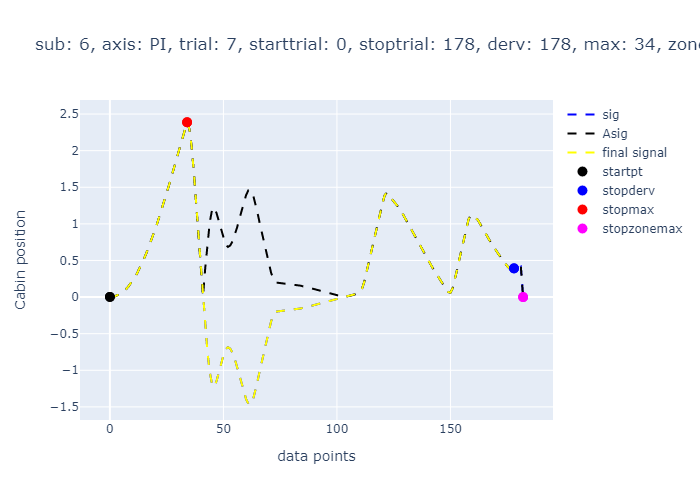 sub: 6, axis: PI, trial: 7, starttrial: 0, stoptrial: 178, derv: 178, max: 34, zone
2.5
2
1.5
1
0.5
0
−0.5
−1
−1.5
0
50
100
150
Cabin position
data points
sig
Asig
final signal
startpt
stopderv
stopmax
stopzonemax